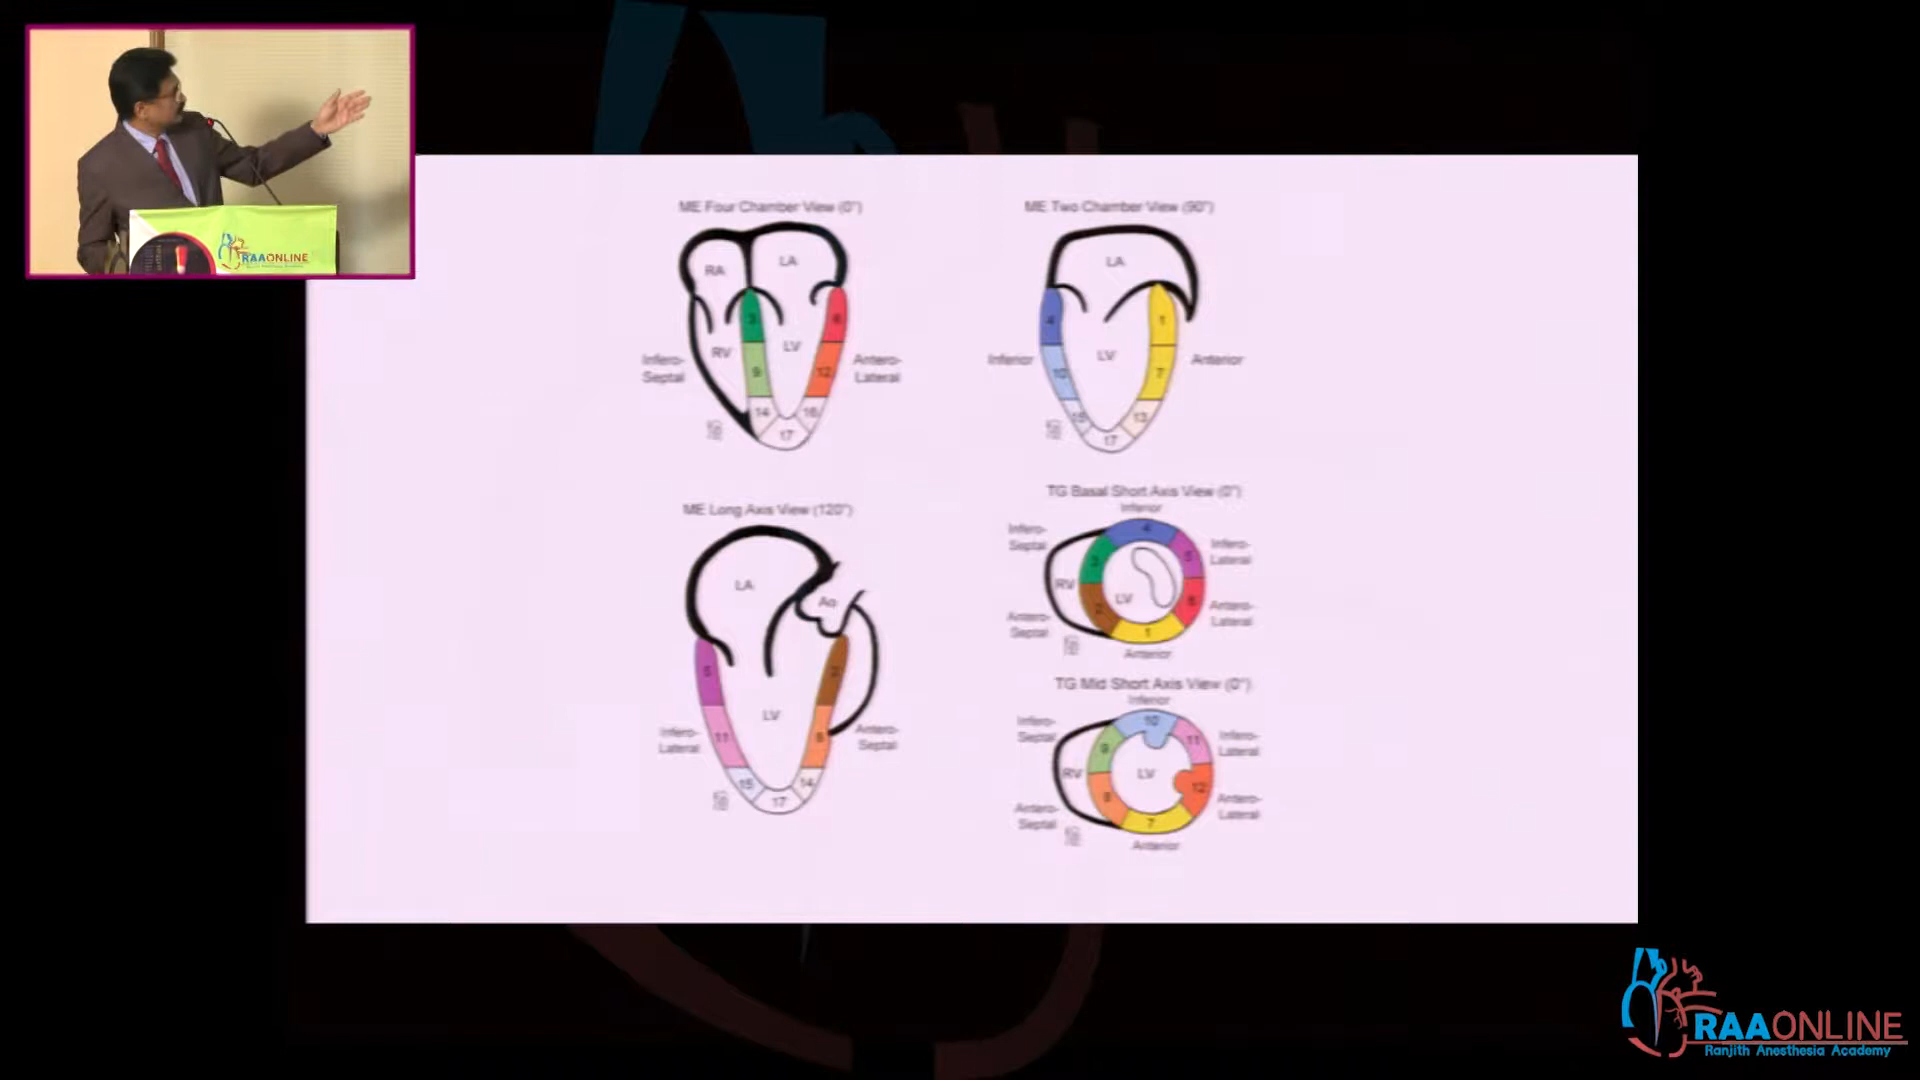 RAAONLINE
ME Four Chamber View (0°)
RA
LA
3
6
RV
LV
Infero-
Septal
Antero-
Lateral
9
12
14
16
17
ME Two Chamber View (90°)
LA
4
1
LV
Inferior
Anterior
10
7
15
13
17
ME Long Axis View (120°)
LA
Ao
5
LV
11
Infero-
Lateral
Antero-
Septal
15
14
17
TG Basal Short Axis View (0°)
Inferior
Infero-
Septal
4
5
Infero-
Lateral
3
RV
LV
2
6
Antero-
Septal
Antero-
Lateral
1
Anterior
TG Mid Short Axis View (0°)
Inferior
Infero-
Septal
10
11
Infero-
Lateral
9
RV
LV
8
12
Antero-
Septal
Antero-
Lateral
7
Anterior
RAAONLINE
Ranjith Anesthesia Academy